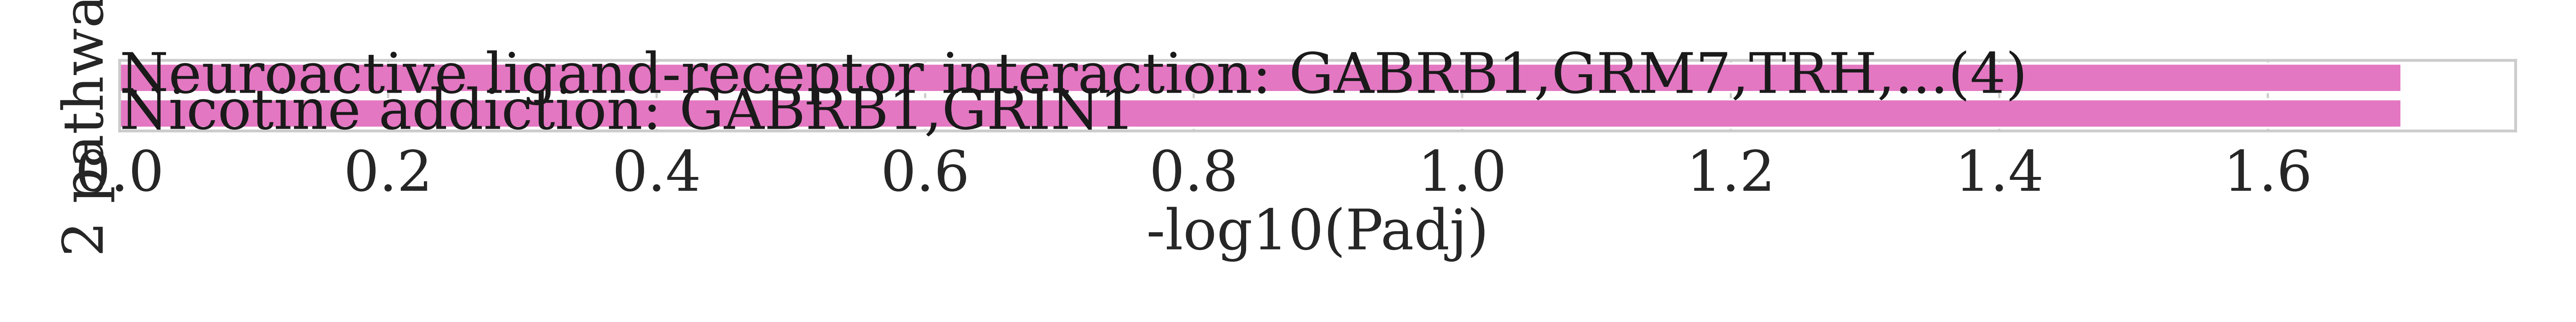 Neuroactive ligand-receptor interaction: GABRB1,GRM7,TRH,...(4)
Nicotine addiction: GABRB1,GRIN1
0.0 0.2 0.4 0.6 0.8 1.0 1.2 1.4 1.6
-log10(Padj)
2 pathwa